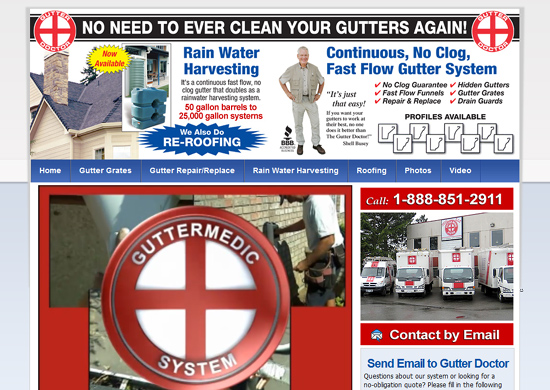 NO NEED TO EVER CLEAN YOUR GUTTERS AGAIN!
GUTTER DOCTOR
GUTTER DOCTOR
Now Available
Rain Water Harvesting
It's a continuous fast flow, no
clog gutter that doubles as a
rainwater harvesting system.
50 gallon barrels to
25,000 gallon systems
We Also Do
RE-ROOFING
Continuous, No Clog,
Fast Flow Gutter System
"It's just
that easy!
If you want your
gutters to work at
their best, no one
does it better than
The Gutter Doctor!"
Shell Busey
BBB
✓ No Clog Guarantee ✓ Hidden Gutters
✓ Fast Flow Funnels ✓ Gutter Grates
✓ Repair & Replace ✓ Drain Guards
PROFILES AVAILABLE
Home Gutter Grates Gutter Repair/Replace Rain Water Harvesting Roofing Photos Video
GUTTERMEDIC
SYSTEM
Call: 1-888-851-2911
Contact by Email
Send Email to Gutter Doctor
Questions about our system or looking for a
no-obligation quote? Please fill in the following